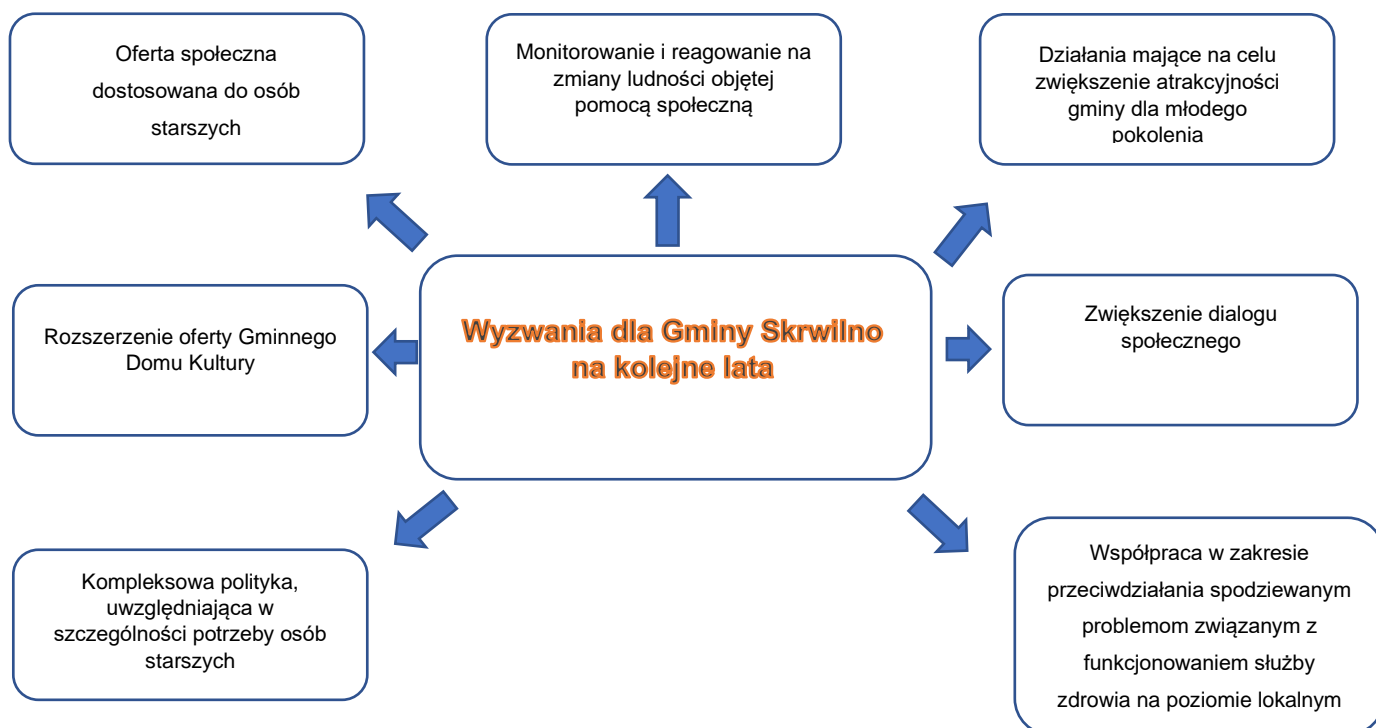 Oferta społeczna
dostosowana do osób
starszych
Monitorowanie i reagowanie na
zmiany ludności objętej
pomocą społeczną
Działania mające na celu
zwiększenie atrakcyjności
gminy dla młodego
pokolenia
Rozszerzenie oferty Gminnego
Domu Kultury
Wyzwania dla Gminy Skrwilno
na kolejne lata
Zwiększenie dialogu
społecznego
Kompleksowa polityka,
uwzględniająca w
szczególności potrzeby osób
starszych
Współpraca w zakresie
przeciwdziałania spodziewanym
problemom związanym z
funkcjonowaniem służby
zdrowia na poziomie lokalnym